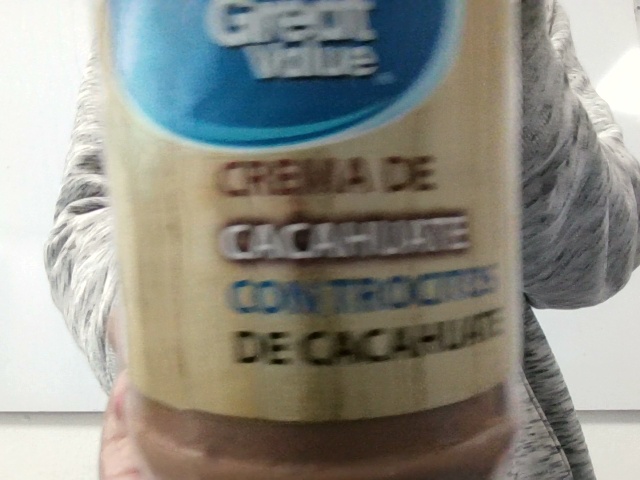 Great
Value
CREMA DE
CACAHUATE
CON TROCITOS
DE CACAHUATE